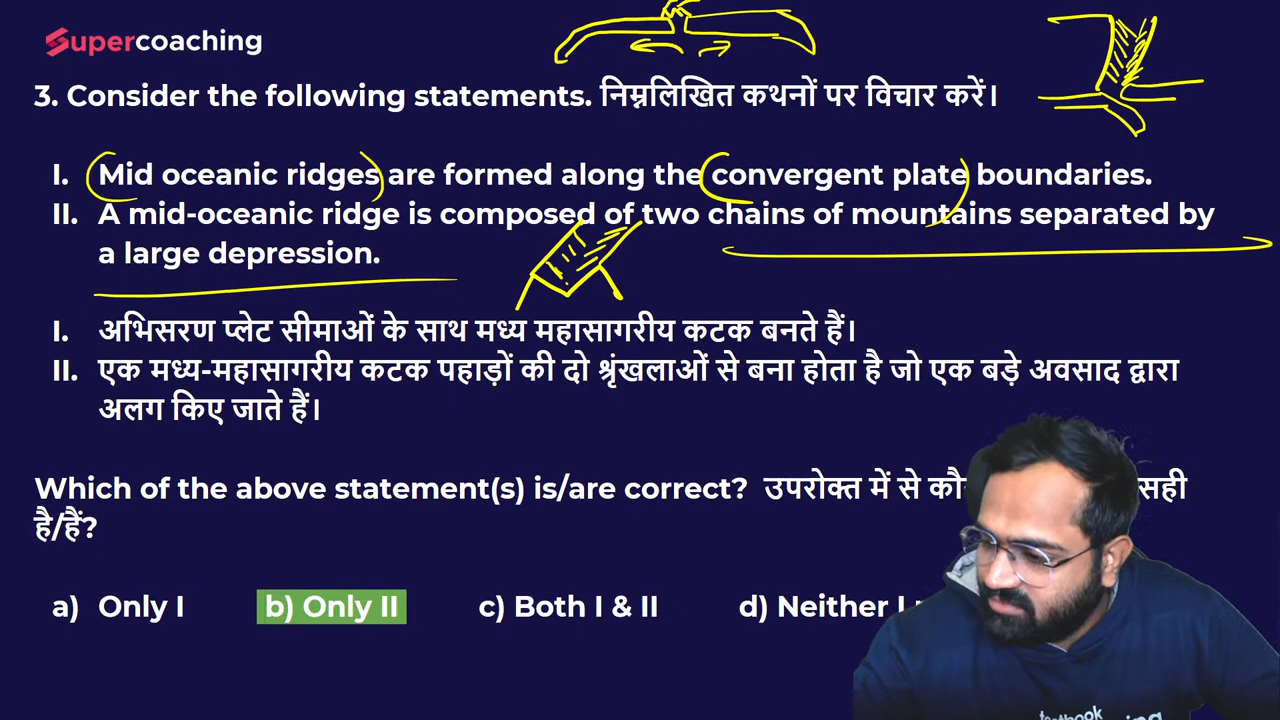 Supercoaching
3. Consider the following statements. निम्नलिखित कथनों पर विचार करें।
I. Mid oceanic ridges are formed along the convergent plate boundaries.
II. A mid-oceanic ridge is composed of two chains of mountains separated by
a large depression.
I. अभिसरण प्लेट सीमाओं के साथ मध्य महासागरीय कटक बनते हैं।
II. एक मध्य-महासागरीय कटक पहाड़ों की दो श्रृंखलाओं से बना होता है जो एक बड़े अवसाद द्वारा
अलग किए जाते हैं।
Which of the above statement(s) is/are correct? उपरोक्त में से सही
है/हैं?
a) Only I b) Only II c) Both I & II d) Neither I